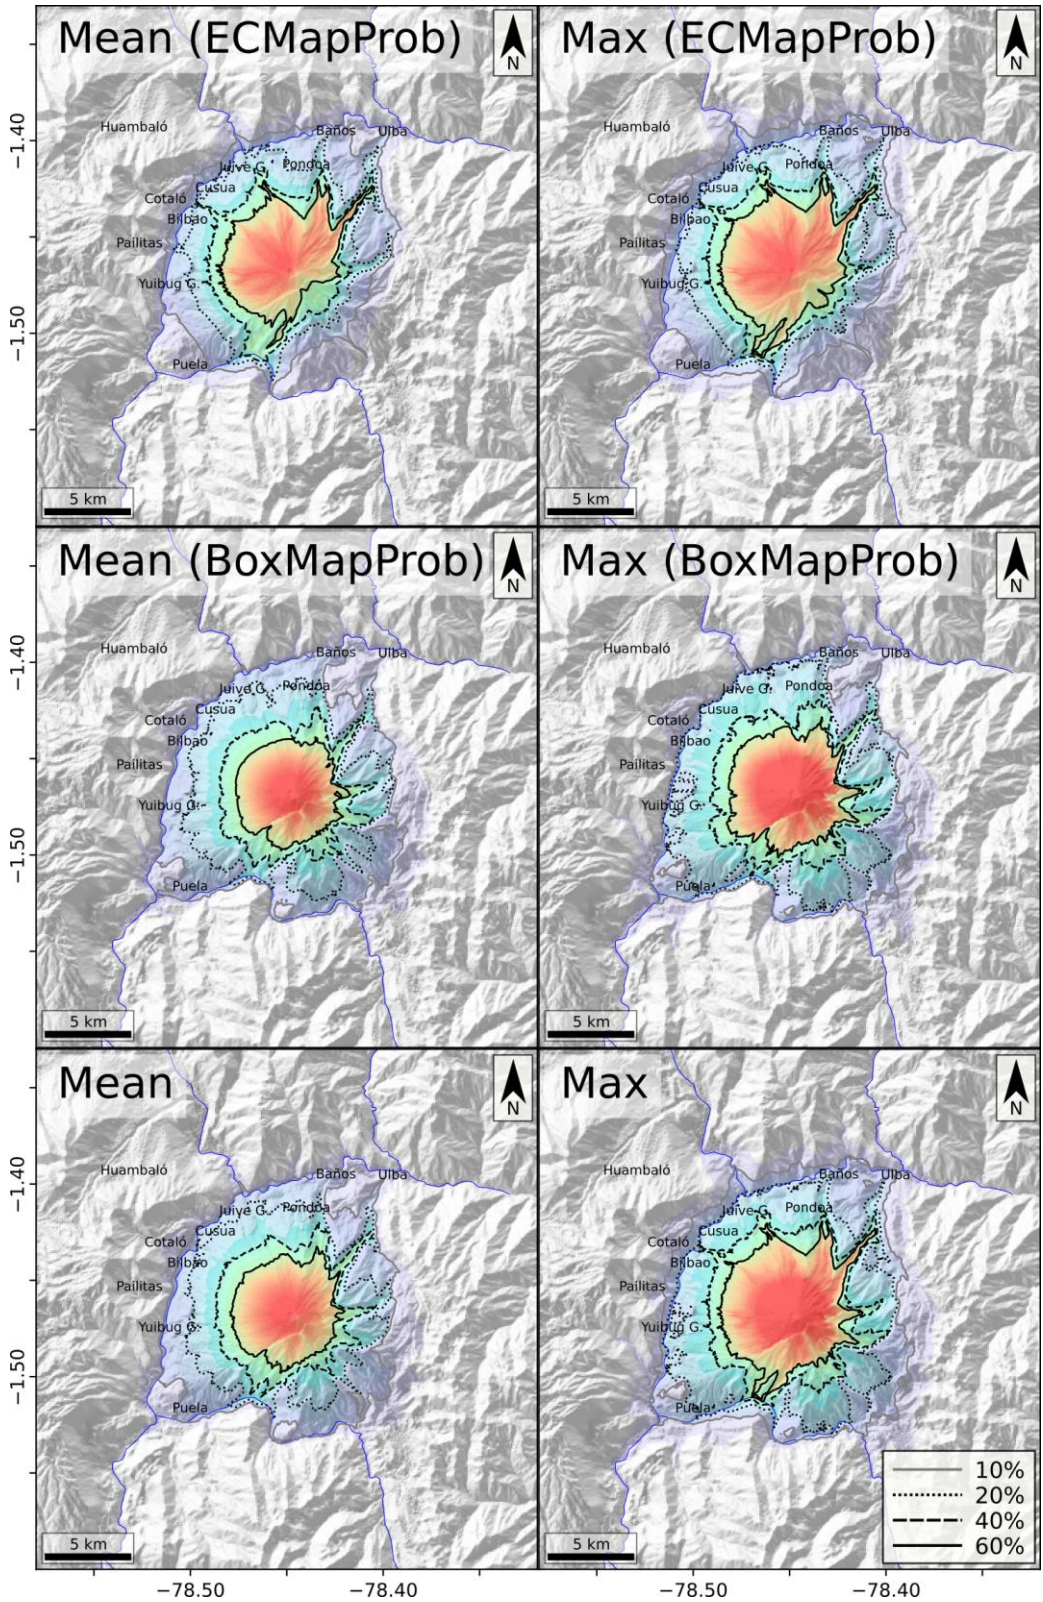 Mean (ECMapProb)
N
Max (ECMapProb)
N
−1.40
Huambaló
Baños
Ulba
Juive G.
Pondoa
Cusua
Cotaló
Bilbao
Pailitas
Yuibug G.
Puela
−1.50
5 km
Huambaló
Baños
Ulba
Juive G.
Pondoa
Cusua
Cotaló
Bilbao
Pailitas
Yuibug G.
Puela
5 km
Mean (BoxMapProb)
N
Max (BoxMapProb)
N
−1.40
Huambaló
Baños
Ulba
Juive G.
Pondoa
Cusua
Cotaló
Bilbao
Pailitas
Yuibug G.
Puela
−1.50
5 km
Huambaló
Baños
Ulba
Juive G.
Pondoa
Cusua
Cotaló
Bilbao
Pailitas
Yuibug G.
Puela
5 km
Mean
N
Max
N
−1.40
Huambaló
Baños
Ulba
Juive G.
Pondoa
Cusua
Cotaló
Bilbao
Pailitas
Yuibug G.
Puela
−1.50
5 km
Huambaló
Baños
Ulba
Juive G.
Pondoa
Cusua
Cotaló
Bilbao
Pailitas
Yuibug G.
Puela
5 km
10%
20%
40%
60%
−78.50
−78.40
−78.50
−78.40